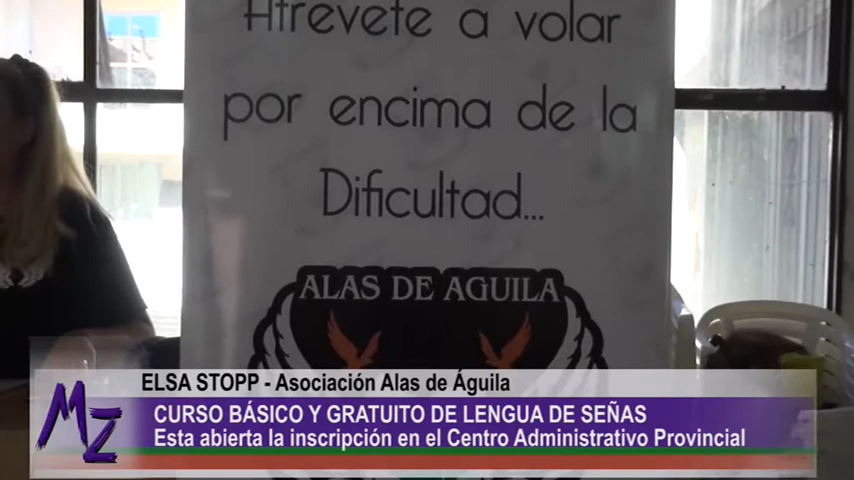 Atrevete a volar
por encima de la
Dificultad...
ALAS DE AGUILA
ELSA STOPP - Asociación Alas de Águila
MZ
CURSO BÁSICO Y GRATUITO DE LENGUA DE SEÑAS
Esta abierta la inscripción en el Centro Administrativo Provincial